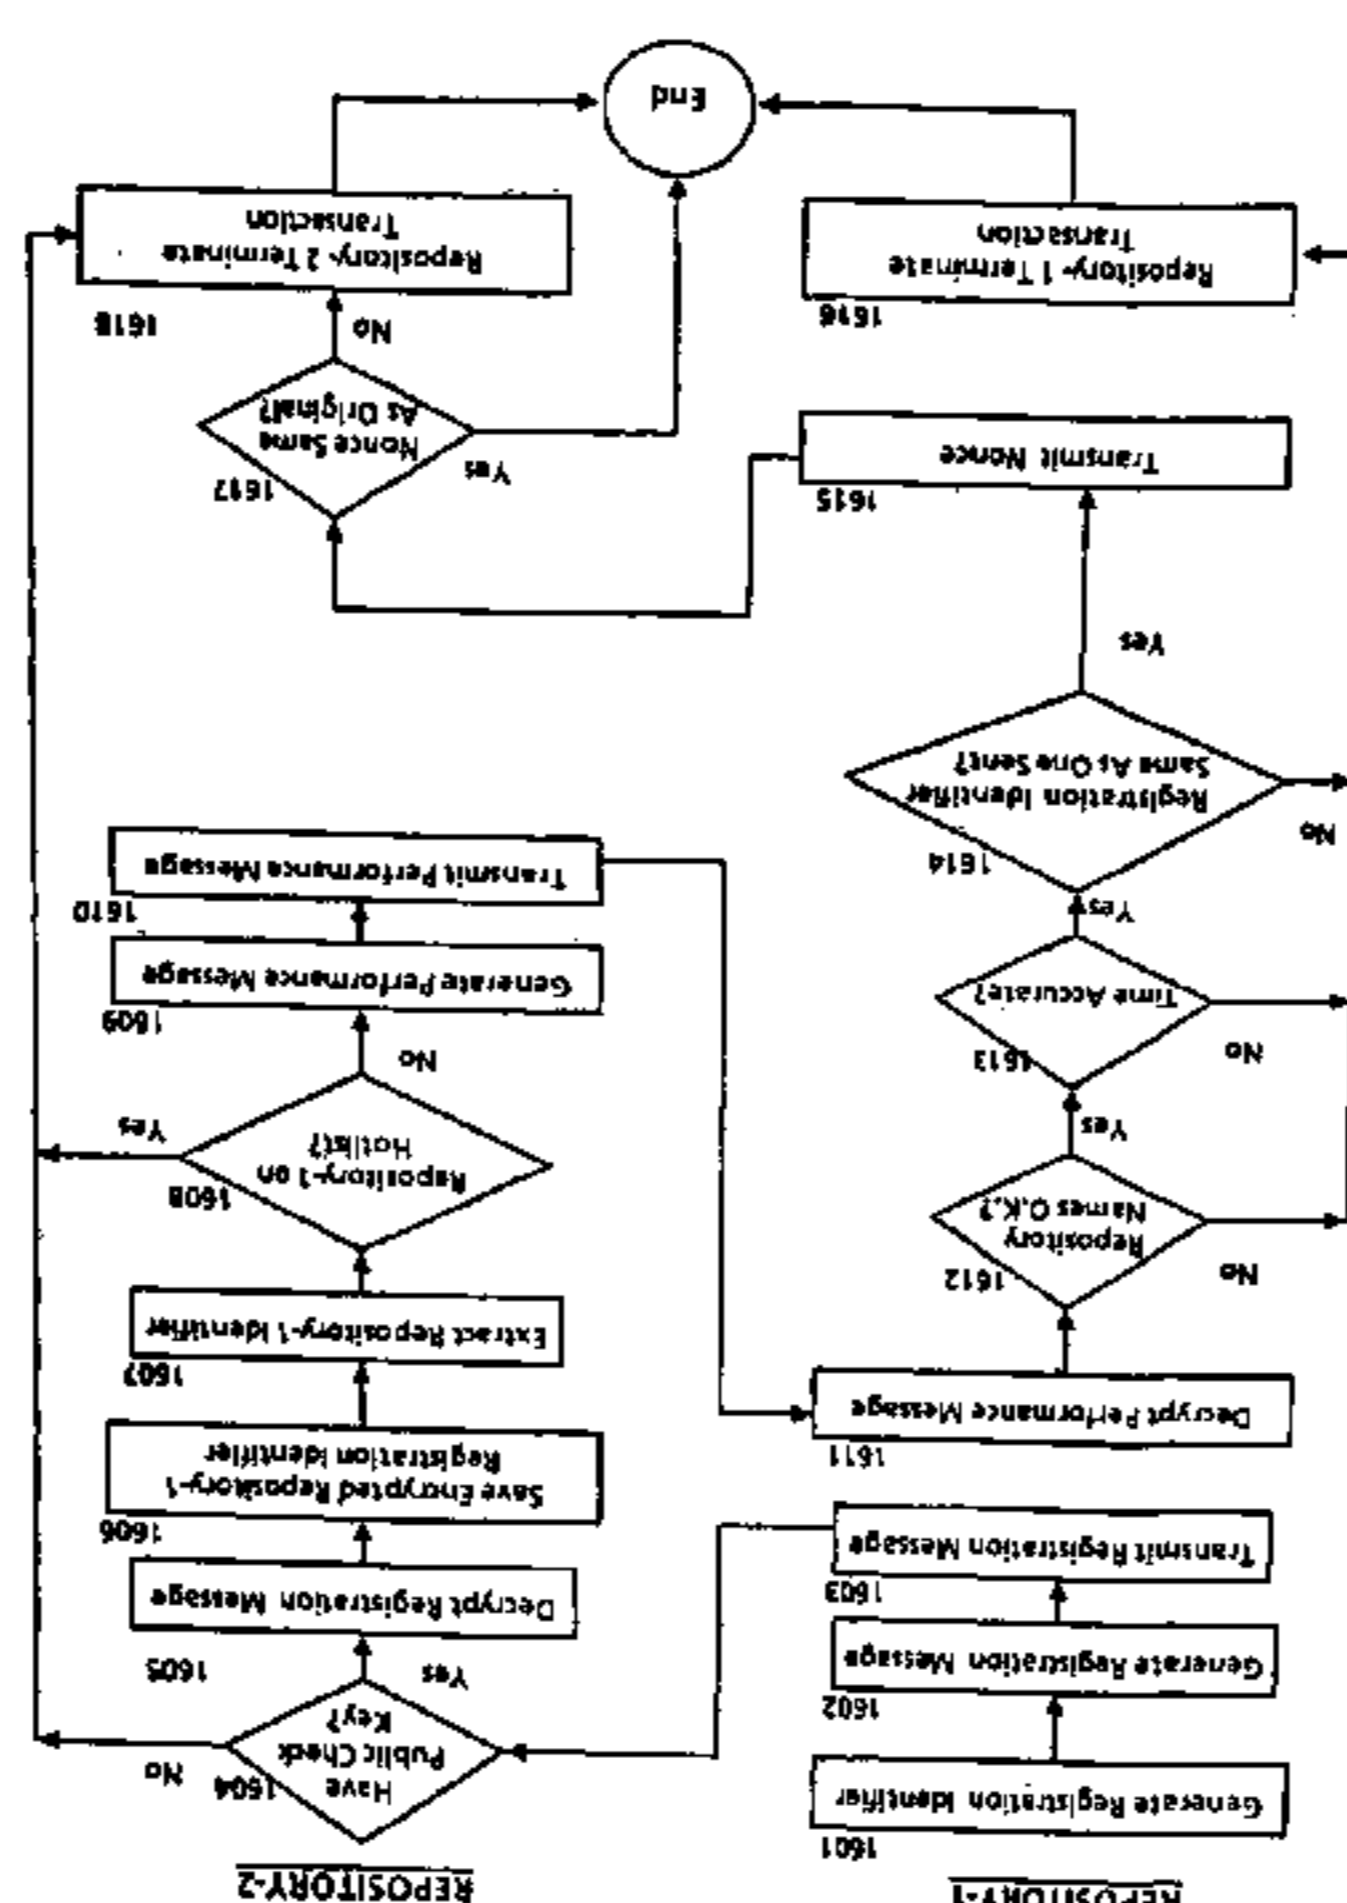 REPOSITORY-1
1601
Generate Registration Identifier
1602
Generate Registration Message
1603
Transmit Registration Message
1611
Decrypt Performance Message
1612
Repository
Names O.K.?
No
Yes
1613
Time Accurate?
No
Yes
1614
Registration Identifier
Same As One Sent?
No
Yes
1615
Transmit Nonce
1616
Repository-1 Terminate
Transaction
REPOSITORY-2
1604
Have
Public Check
Key?
No
Yes
1605
Decrypt Registration Message
1606
Save Encrypted Repository-1
Registration Identifier
1607
Extract Repository-1 Identifier
1608
Repository-1 on
Hotlist?
Yes
No
1609
Generate Performance Message
1610
Transmit Performance Message
1617
Nonce Same
As Original?
Yes
No
1618
Repository-2 Terminate
Transaction
End